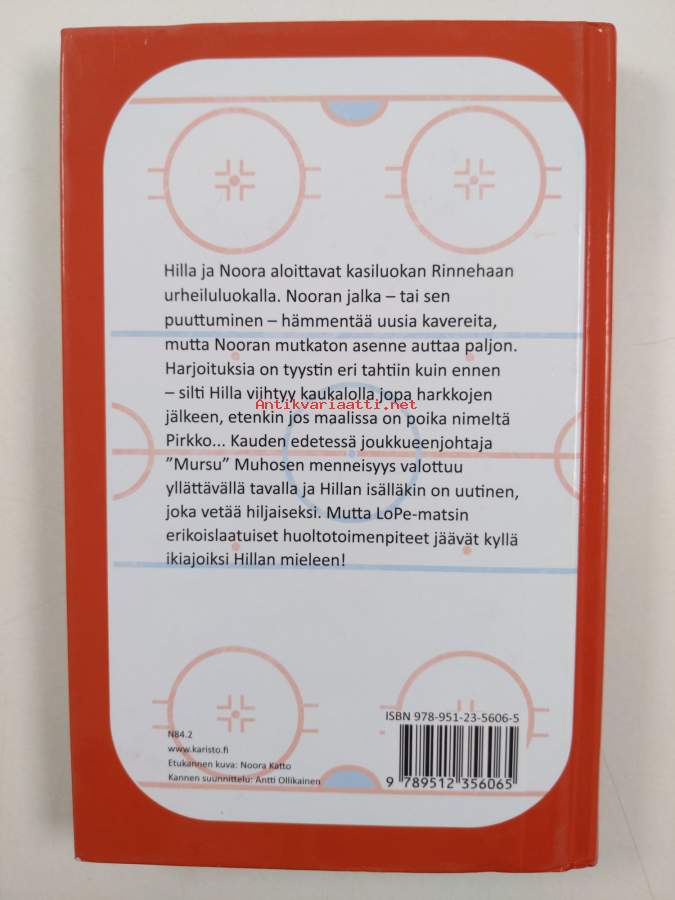 Hilla ja Noora aloittavat kasiluokan Rinnehaan
urheiluluokalla. Nooran jalka – tai sen
puuttuminen – hämmentää uusia kavereita,
mutta Nooran mutkaton asenne auttaa paljon.
Harjoituksia on tyystin eri tahtiin kuin ennen
– silti Hilla viihtyy kaukalolla jopa harkkojen
Antikvariaatti.net
jälkeen, etenkin jos maalissa on poika nimeltä
Pirkko... Kauden edetessä joukkueenjohtaja
”Mursu” Muhosen menneisyys valottuu
yllättävällä tavalla ja Hillan isälläkin on uutinen,
joka vetää hiljaiseksi. Mutta LoPe-matsin
erikoislaatuiset huoltotoimenpiteet jäävät kyllä
ikiajoiksi Hillan mieleen!
ISBN 978-951-23-5606-5
N84.2
www.karisto.fi
Etukannen kuva: Noora Katto
Kannen suunnittelu: Antti Ollikainen
9 789512 356065